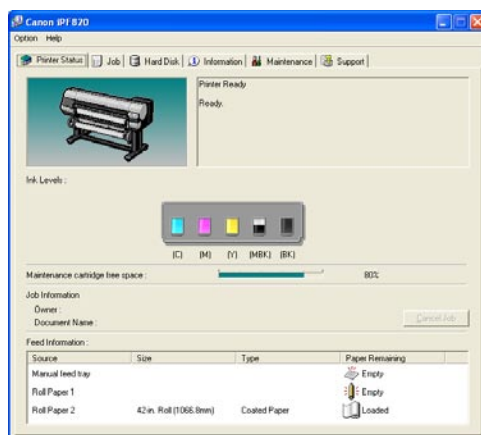 Canon iPF820
Option Help
Printer Status Job Hard Disk Information Maintenance Support
Printer Ready
Ready.
Ink Levels :
(C) (M) (Y) (MBK) (BK)
Maintenance cartridge free space : 80%
Job Information
Owner :
Document Name :
Cancel Job
Feed Information :
Source Size Type Paper Remaining
Manual feed tray Empty
Roll Paper 1 Empty
Roll Paper 2 42-in. Roll (1066.8mm) Coated Paper Loaded